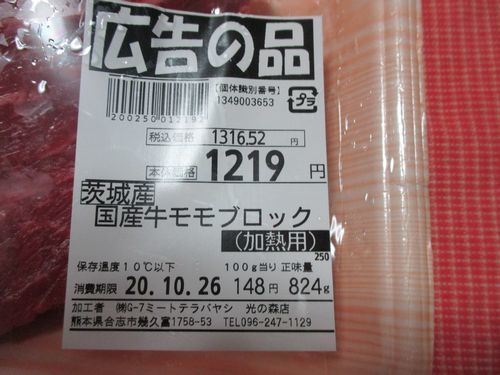 広告の品
【個体識別番号】
1349003653
プラ
200250012192
税込価格 1316.52 円
本体価格 1219 円
茨城産
国産牛モモブロック
(加熱用)
250
保存温度10℃以下 100g当り 正味量
消費期限 20.10.26 148円 824g
加工者 ㈱G-7ミートテラバヤシ 光の森店
熊本県合志市幾久富1758-53 TEL096-247-1129